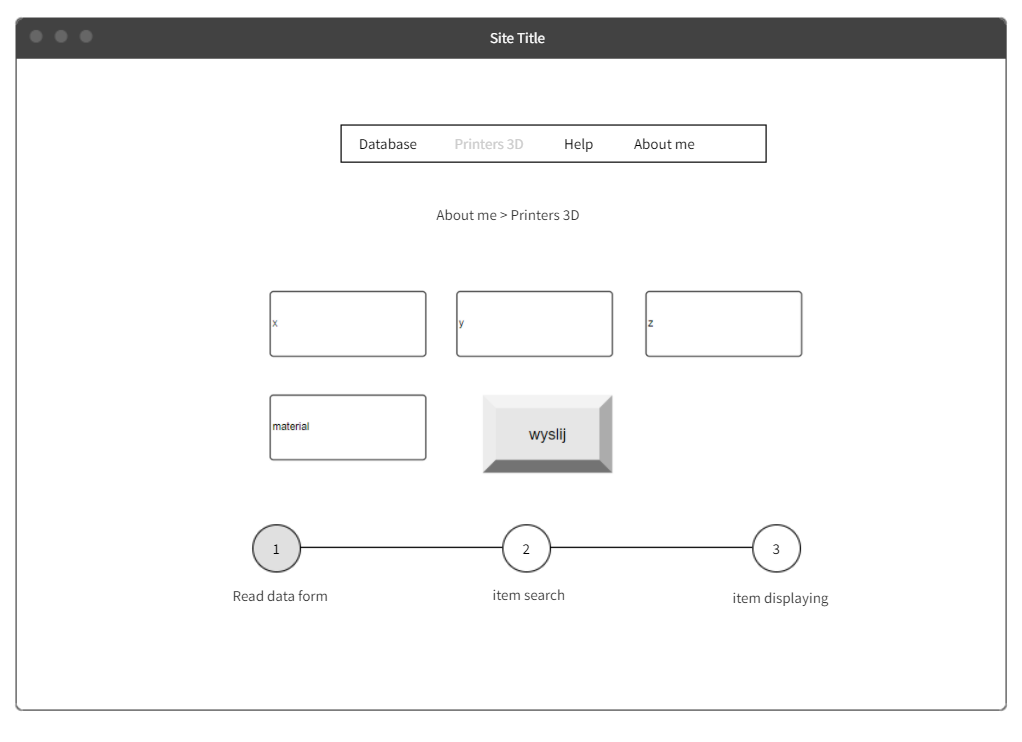 Site Title
Database Printers 3D Help About me
About me > Printers 3D
x y z
material wyslij
1 2 3
Read data form item search item displaying